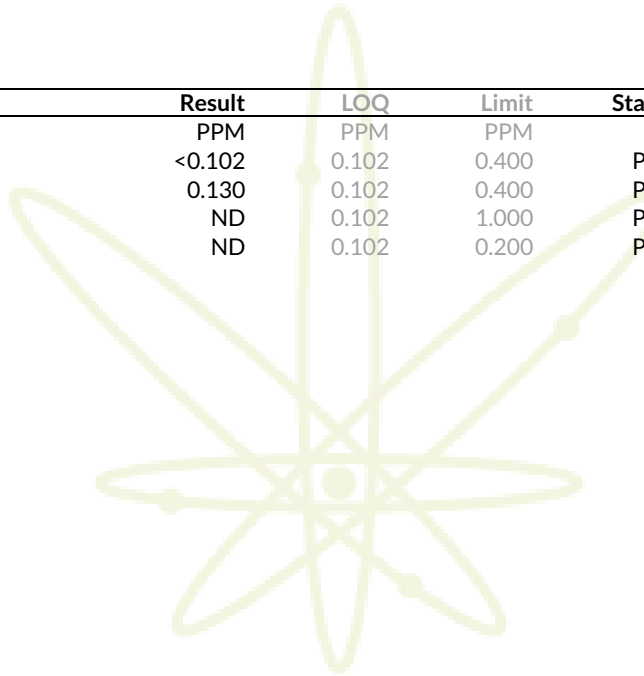 Result LOQ Limit Sta
PPM PPM PPM
<0.102 0.102 0.400 P
0.130 0.102 0.400 P
ND 0.102 1.000 P
ND 0.102 0.200 P